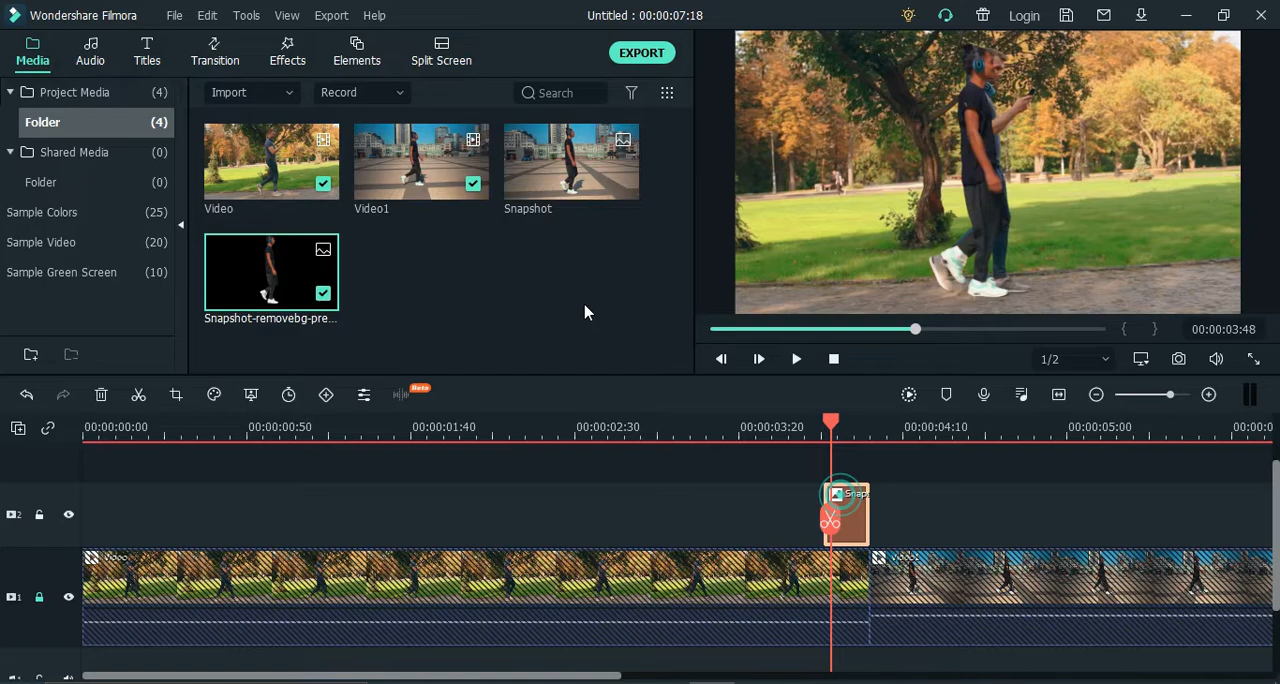 Wondershare Filmora File Edit Tools View Export Help Untitled : 00:00:07:18 Login
Media Audio Titles Transition Effects Elements Split Screen EXPORT
Project Media (4)
Folder (4)
Shared Media (0)
Folder (0)
Sample Colors (25)
Sample Video (20)
Sample Green Screen (10)
Import Record Search
Video Video1 Snapshot
Snapshot-removebg-pre...
{ } 00:00:03:48
1/2
Beta
00:00:00:00 00:00:00:50 00:00:01:40 00:00:02:30 00:00:03:20 00:00:04:10 00:00:05:00 00:00:0
2 Snap
Video Video1
1